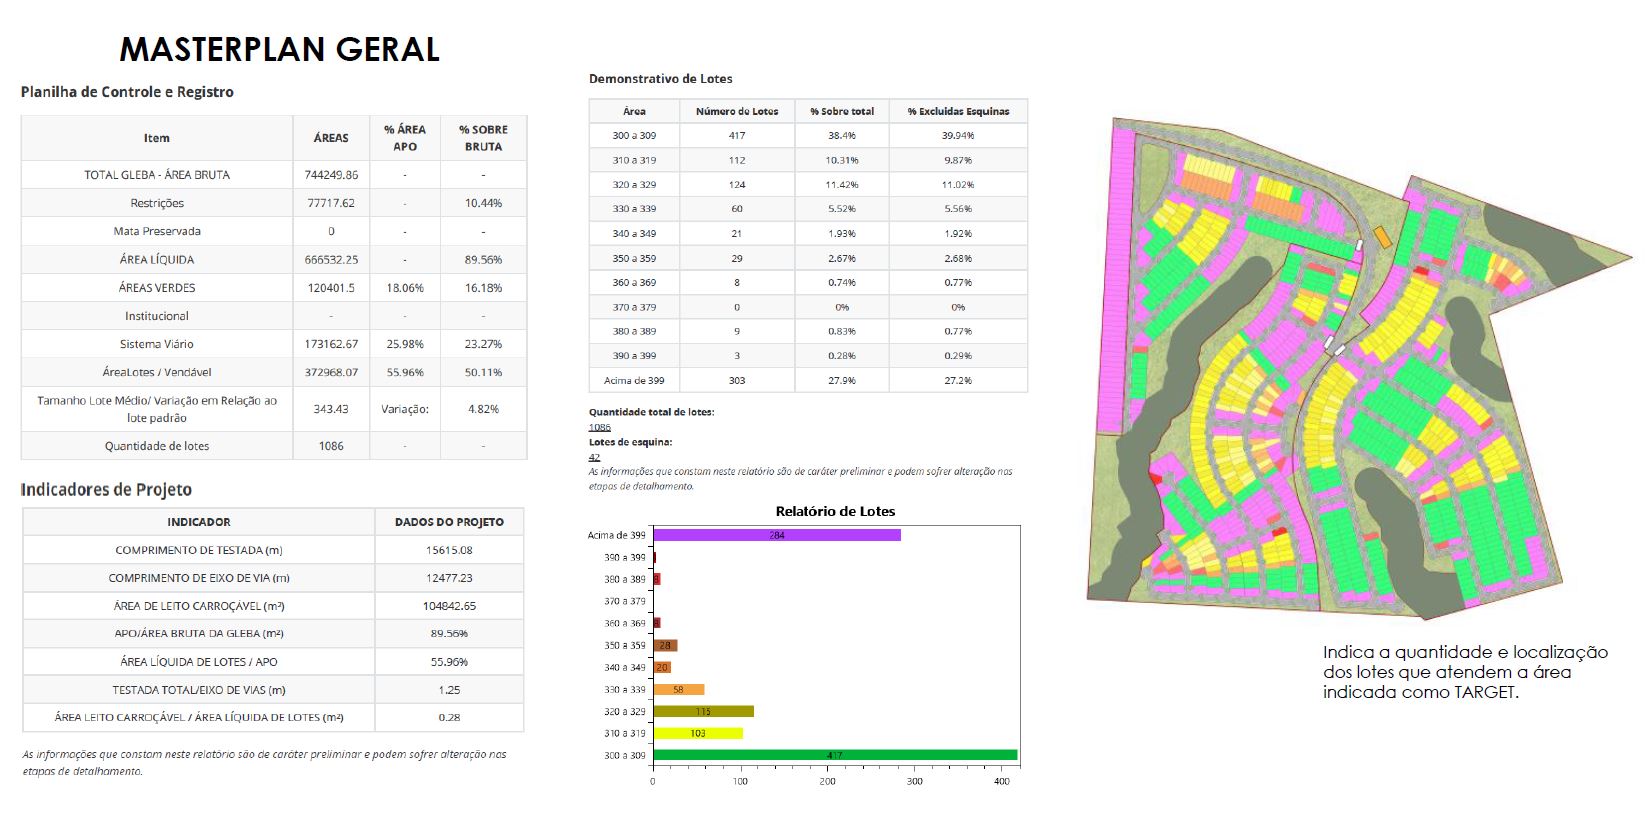 MASTERPLAN GERAL
Planilha de Controle e Registro
Item ÁREAS % ÁREA APO % SOBRE BRUTA
TOTAL GLEBA - ÁREA BRUTA 744249.86 - -
Restrições 77717.62 - 10.44%
Mata Preservada 0 - -
ÁREA LÍQUIDA 666532.25 - 89.56%
ÁREAS VERDES 120401.5 18.06% 16.18%
Institucional - - -
Sistema Viário 173162.67 25.98% 23.27%
ÁreaLotes / Vendável 372968.07 55.96% 50.11%
Tamanho Lote Médio/ Variação em Relação ao
lote padrão 343.43 Variação: 4.82%
Quantidade de lotes 1086 - -
Indicadores de Projeto
INDICADOR DADOS DO PROJETO
COMPRIMENTO DE TESTADA (m) 15615.08
COMPRIMENTO DE EIXO DE VIA (m) 12477.23
ÁREA DE LEITO CARROÇÁVEL (m²) 104842.65
APO/ÁREA BRUTA DA GLEBA (m²) 89.56%
ÁREA LÍQUIDA DE LOTES / APO 55.96%
TESTADA TOTAL/EIXO DE VIAS (m) 1.25
ÁREA LEITO CARROÇÁVEL / ÁREA LÍQUIDA DE LOTES (m²) 0.28
As informações que constam neste relatório são de caráter preliminar e podem sofrer alteração nas
etapas de detalhamento.
Demonstrativo de Lotes
Área Número de Lotes % Sobre total % Excluidas Esquinas
300 a 309 417 38.4% 39.94%
310 a 319 112 10.31% 9.87%
320 a 329 124 11.42% 11.02%
330 a 339 60 5.52% 5.56%
340 a 349 21 1.93% 1.92%
350 a 359 29 2.67% 2.68%
360 a 369 8 0.74% 0.77%
370 a 379 0 0% 0%
380 a 389 9 0.83% 0.77%
390 a 399 3 0.28% 0.29%
Acima de 399 303 27.9% 27.2%
Quantidade total de lotes:
1086
Lotes de esquina:
42
As informações que constam neste relatório são de caráter preliminar e podem sofrer alteração nas
etapas de detalhamento.
Relatório de Lotes
Acima de 399 284
390 a 399
380 a 389 8
370 a 379
360 a 369 8
350 a 359 28
340 a 349 20
330 a 339 58
320 a 329 115
310 a 319 103
300 a 309 417
0 100 200 300 400
Indica a quantidade e localização
dos lotes que atendem a área
indicada como TARGET.